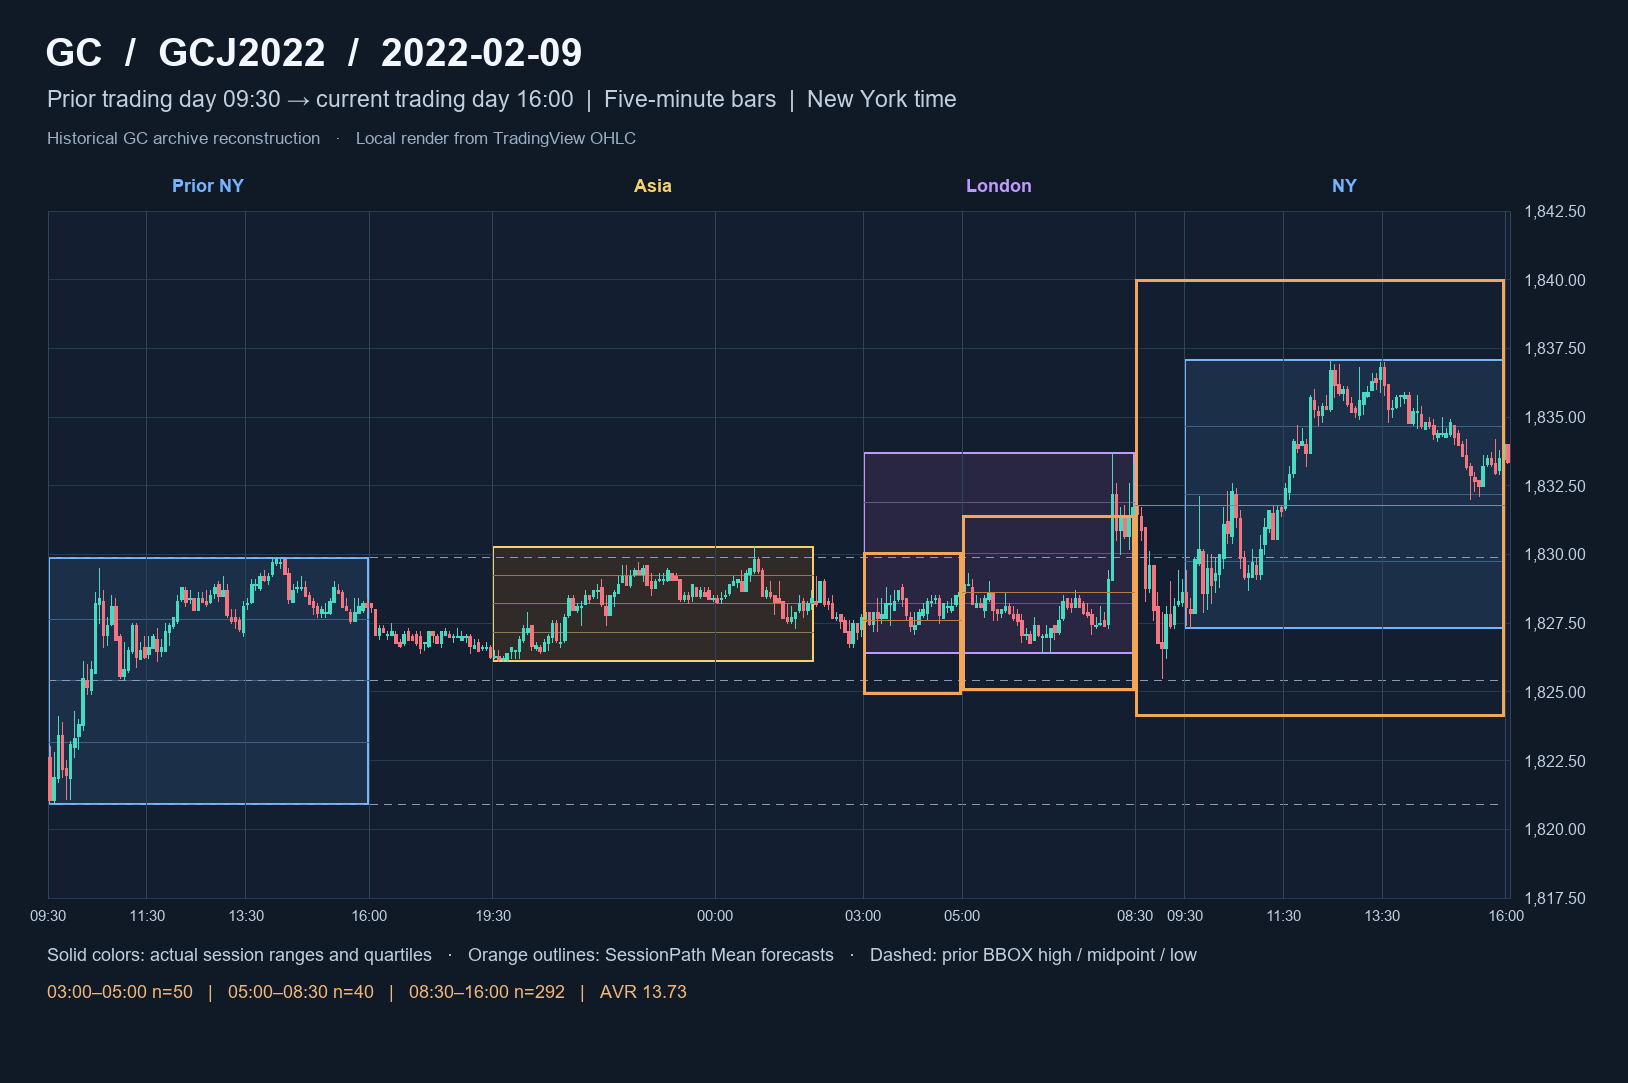 GC / GCJ2022 / 2022-02-09
Prior trading day 09:30 → current trading day 16:00 | Five-minute bars | New York time
Historical GC archive reconstruction · Local render from TradingView OHLC
Prior NY Asia London NY
1,842.50
1,840.00
1,837.50
1,835.00
1,832.50
1,830.00
1,827.50
1,825.00
1,822.50
1,820.00
1,817.50
09:30 11:30 13:30 16:00 19:30 00:00 03:00 05:00 08:30 09:30 11:30 13:30 16:00
Solid colors: actual session ranges and quartiles · Orange outlines: SessionPath Mean forecasts · Dashed: prior BBOX high / midpoint / low
03:00–05:00 n=50 | 05:00–08:30 n=40 | 08:30–16:00 n=292 | AVR 13.73